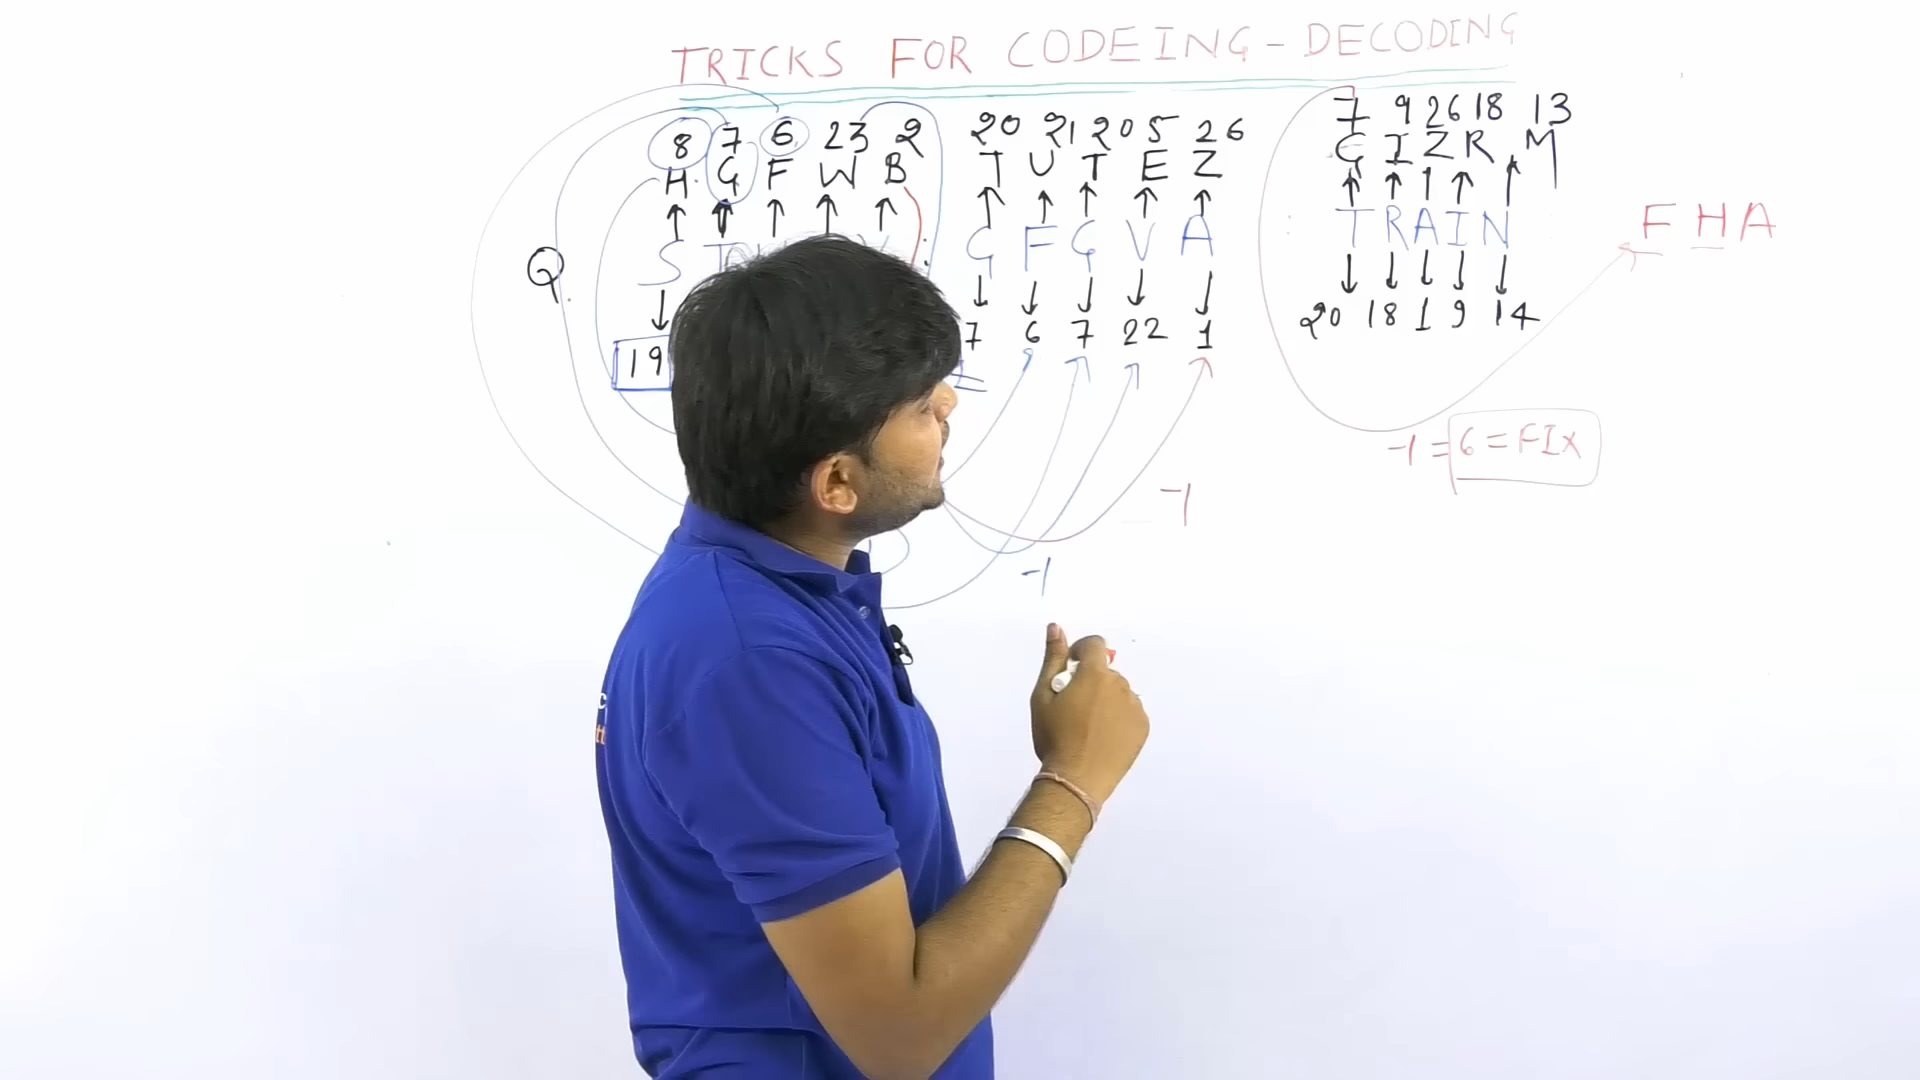 TRICKS FOR CODEING - DECODING
8 7 6 23 2 20 21 20 5 26 7 9 26 18 13
H G F W B T U T E Z G I Z R M
S T : G F G V A TRAIN F H A
Q.
19 7 6 7 22 1 20 18 1 9 14
-1 = 6 = FIX
-1
-1